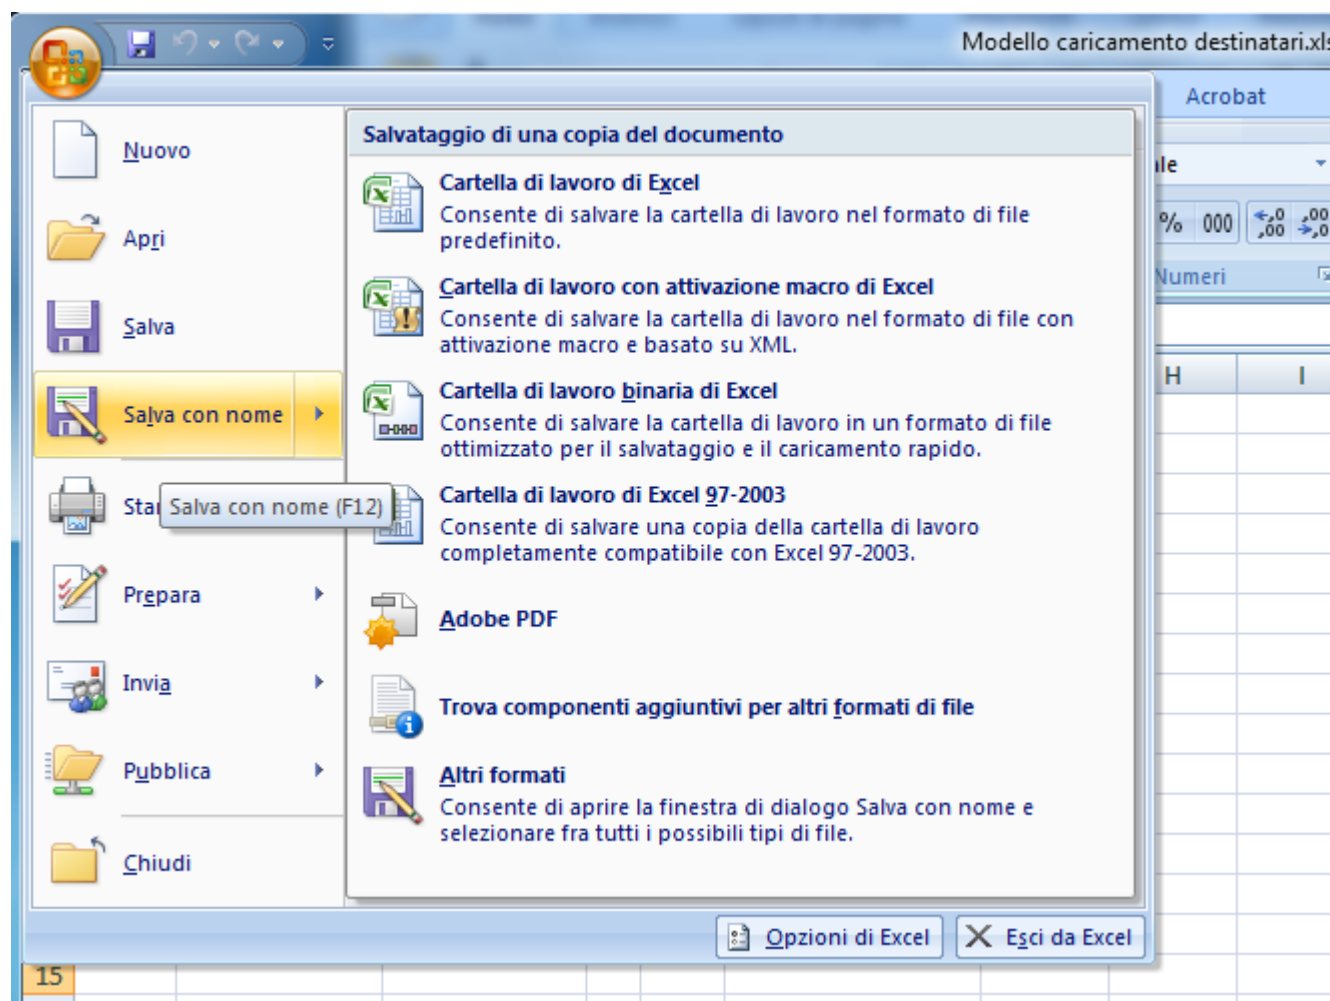 Modello caricamento destinatari.xls
Acrobat
Nuovo
Apri
Salva
Salva con nome
Salva con nome (F12)
Prepara
Invia
Pubblica
Chiudi
Salvataggio di una copia del documento
Cartella di lavoro di Excel
Consente di salvare la cartella di lavoro nel formato di file
predefinito.
Cartella di lavoro con attivazione macro di Excel
Consente di salvare la cartella di lavoro nel formato di file con
attivazione macro e basato su XML.
Cartella di lavoro binaria di Excel
Consente di salvare la cartella di lavoro in un formato di file
ottimizzato per il salvataggio e il caricamento rapido.
Cartella di lavoro di Excel 97-2003
Consente di salvare una copia della cartella di lavoro
completamente compatibile con Excel 97-2003.
Adobe PDF
Trova componenti aggiuntivi per altri formati di file
Altri formati
Consente di aprire la finestra di dialogo Salva con nome e
selezionare fra tutti i possibili tipi di file.
Opzioni di Excel
Esci da Excel
% 000 ,0 ,00 ,00 ,0
Numeri
H I
15